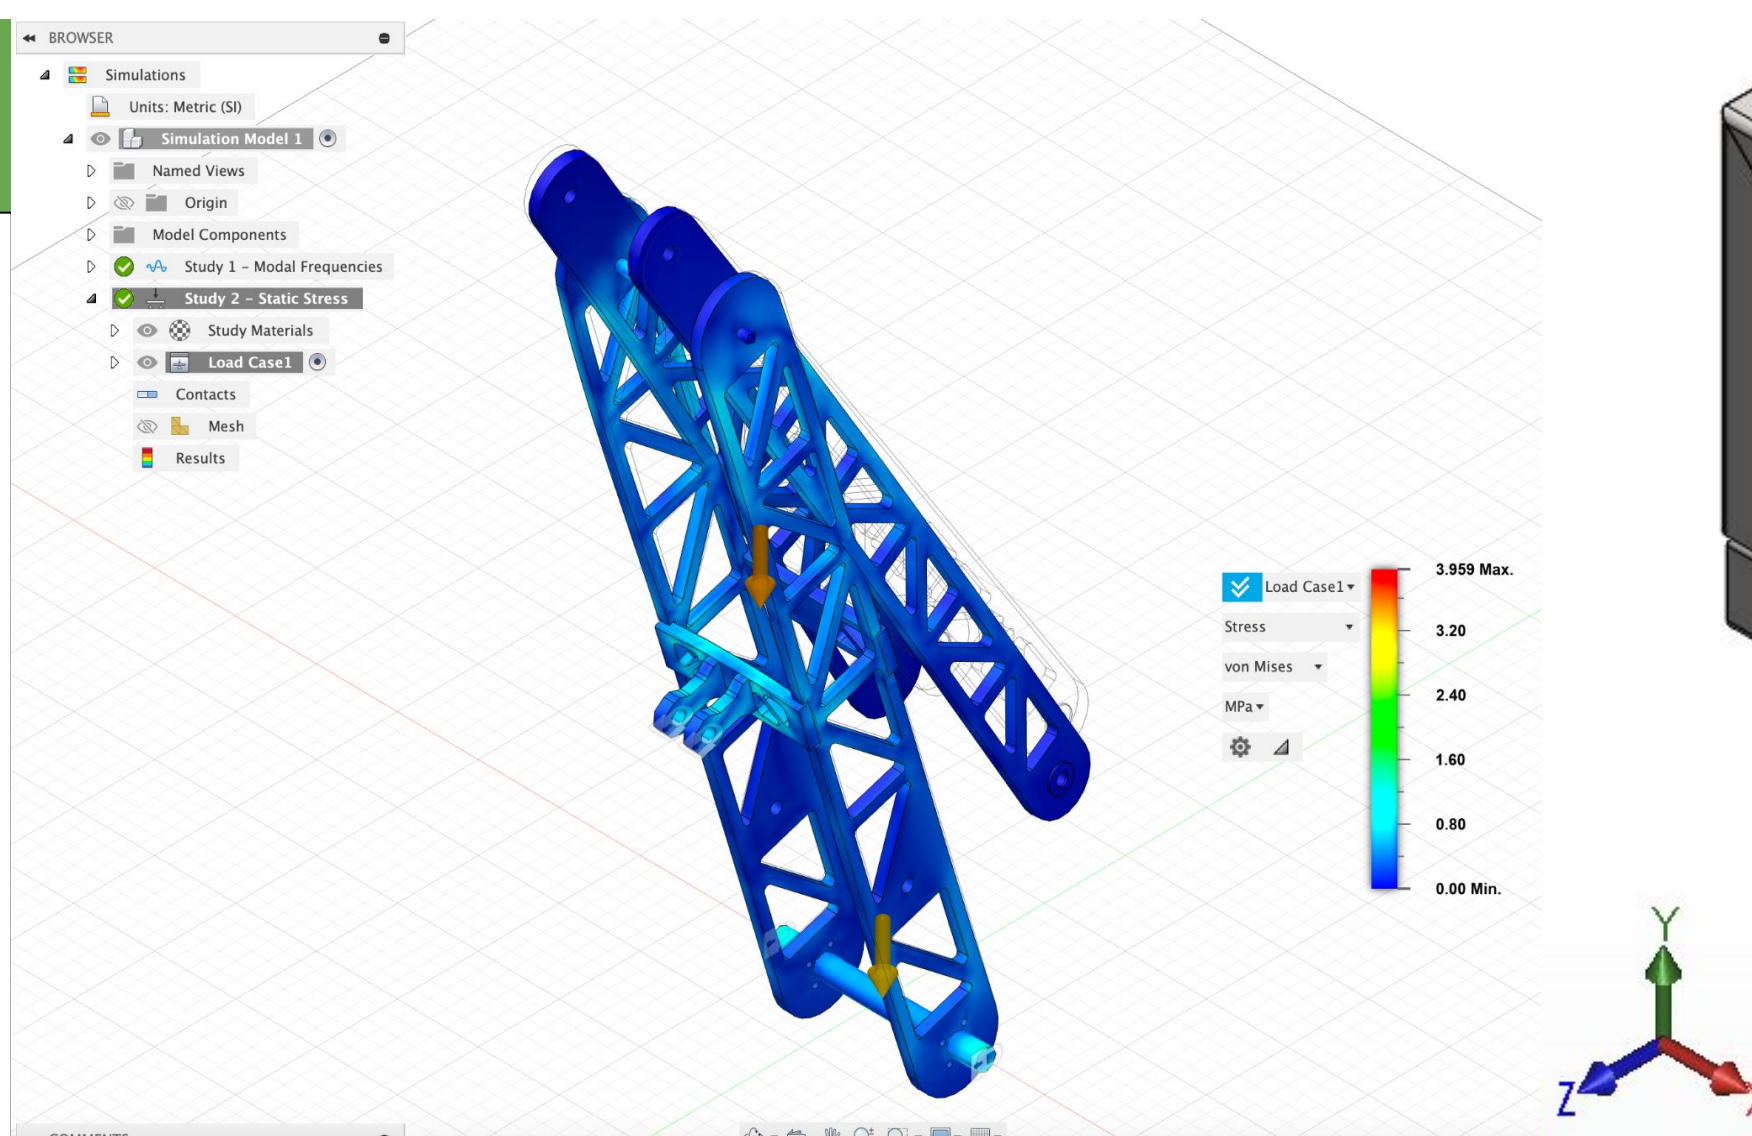 BROWSER
Simulations
Units: Metric (SI)
Simulation Model 1
Named Views
Origin
Model Components
Study 1 - Modal Frequencies
Study 2 - Static Stress
Study Materials
Load Case1
Contacts
Mesh
Results
Load Case1
Stress
von Mises
MPa
3.959 Max.
3.20
2.40
1.60
0.80
0.00 Min.
Y
Z
COMMENTS